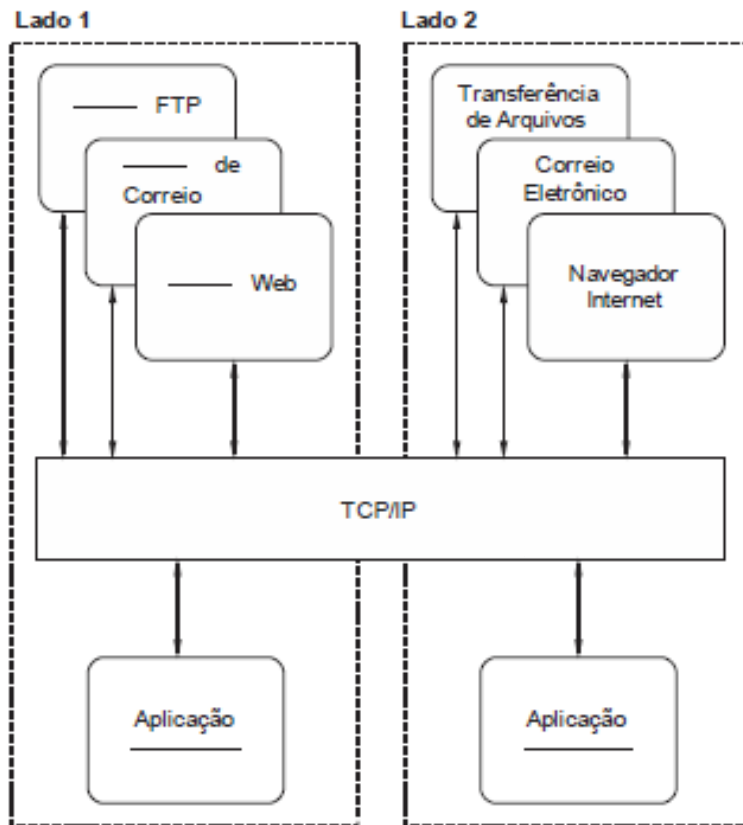 Lado 1
FTP
de
Correio
Web
Lado 2
Transferência
de Arquivos
Correio
Eletrônico
Navegador
Internet
TCP/IP
Aplicação
Aplicação